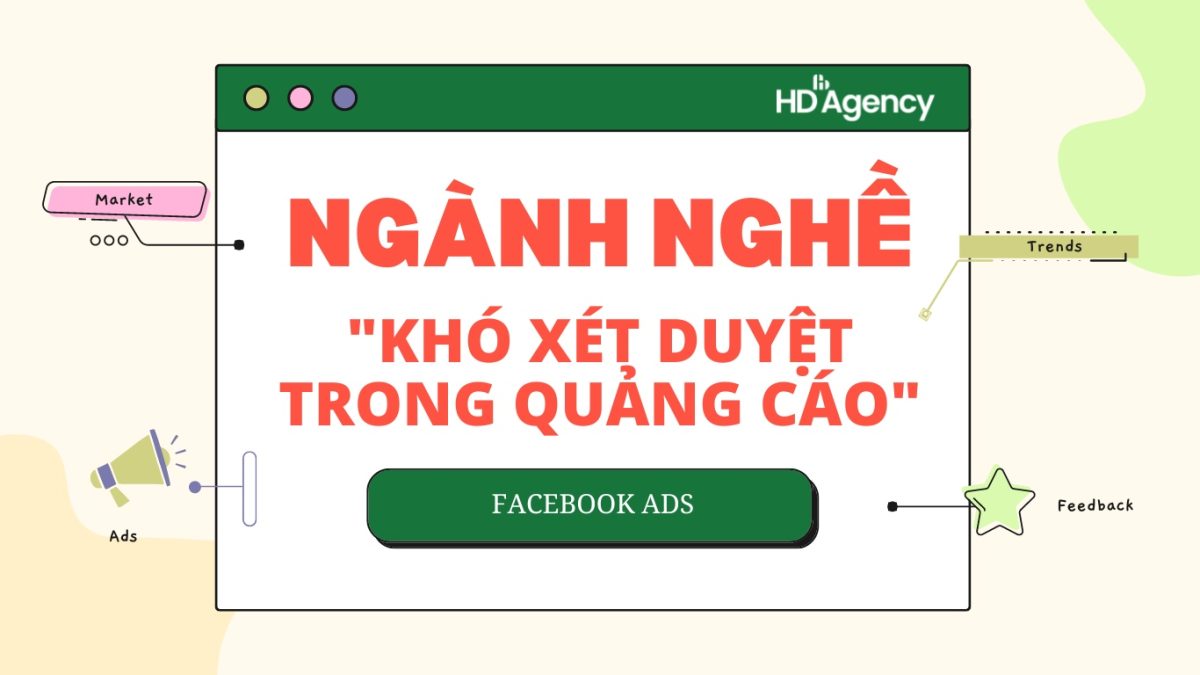 HD Agency
Market
NGÀNH NGHỀ
Trends
"KHÓ XÉT DUYỆT
TRONG QUẢNG CÁO"
FACEBOOK ADS
Feedback
Ads